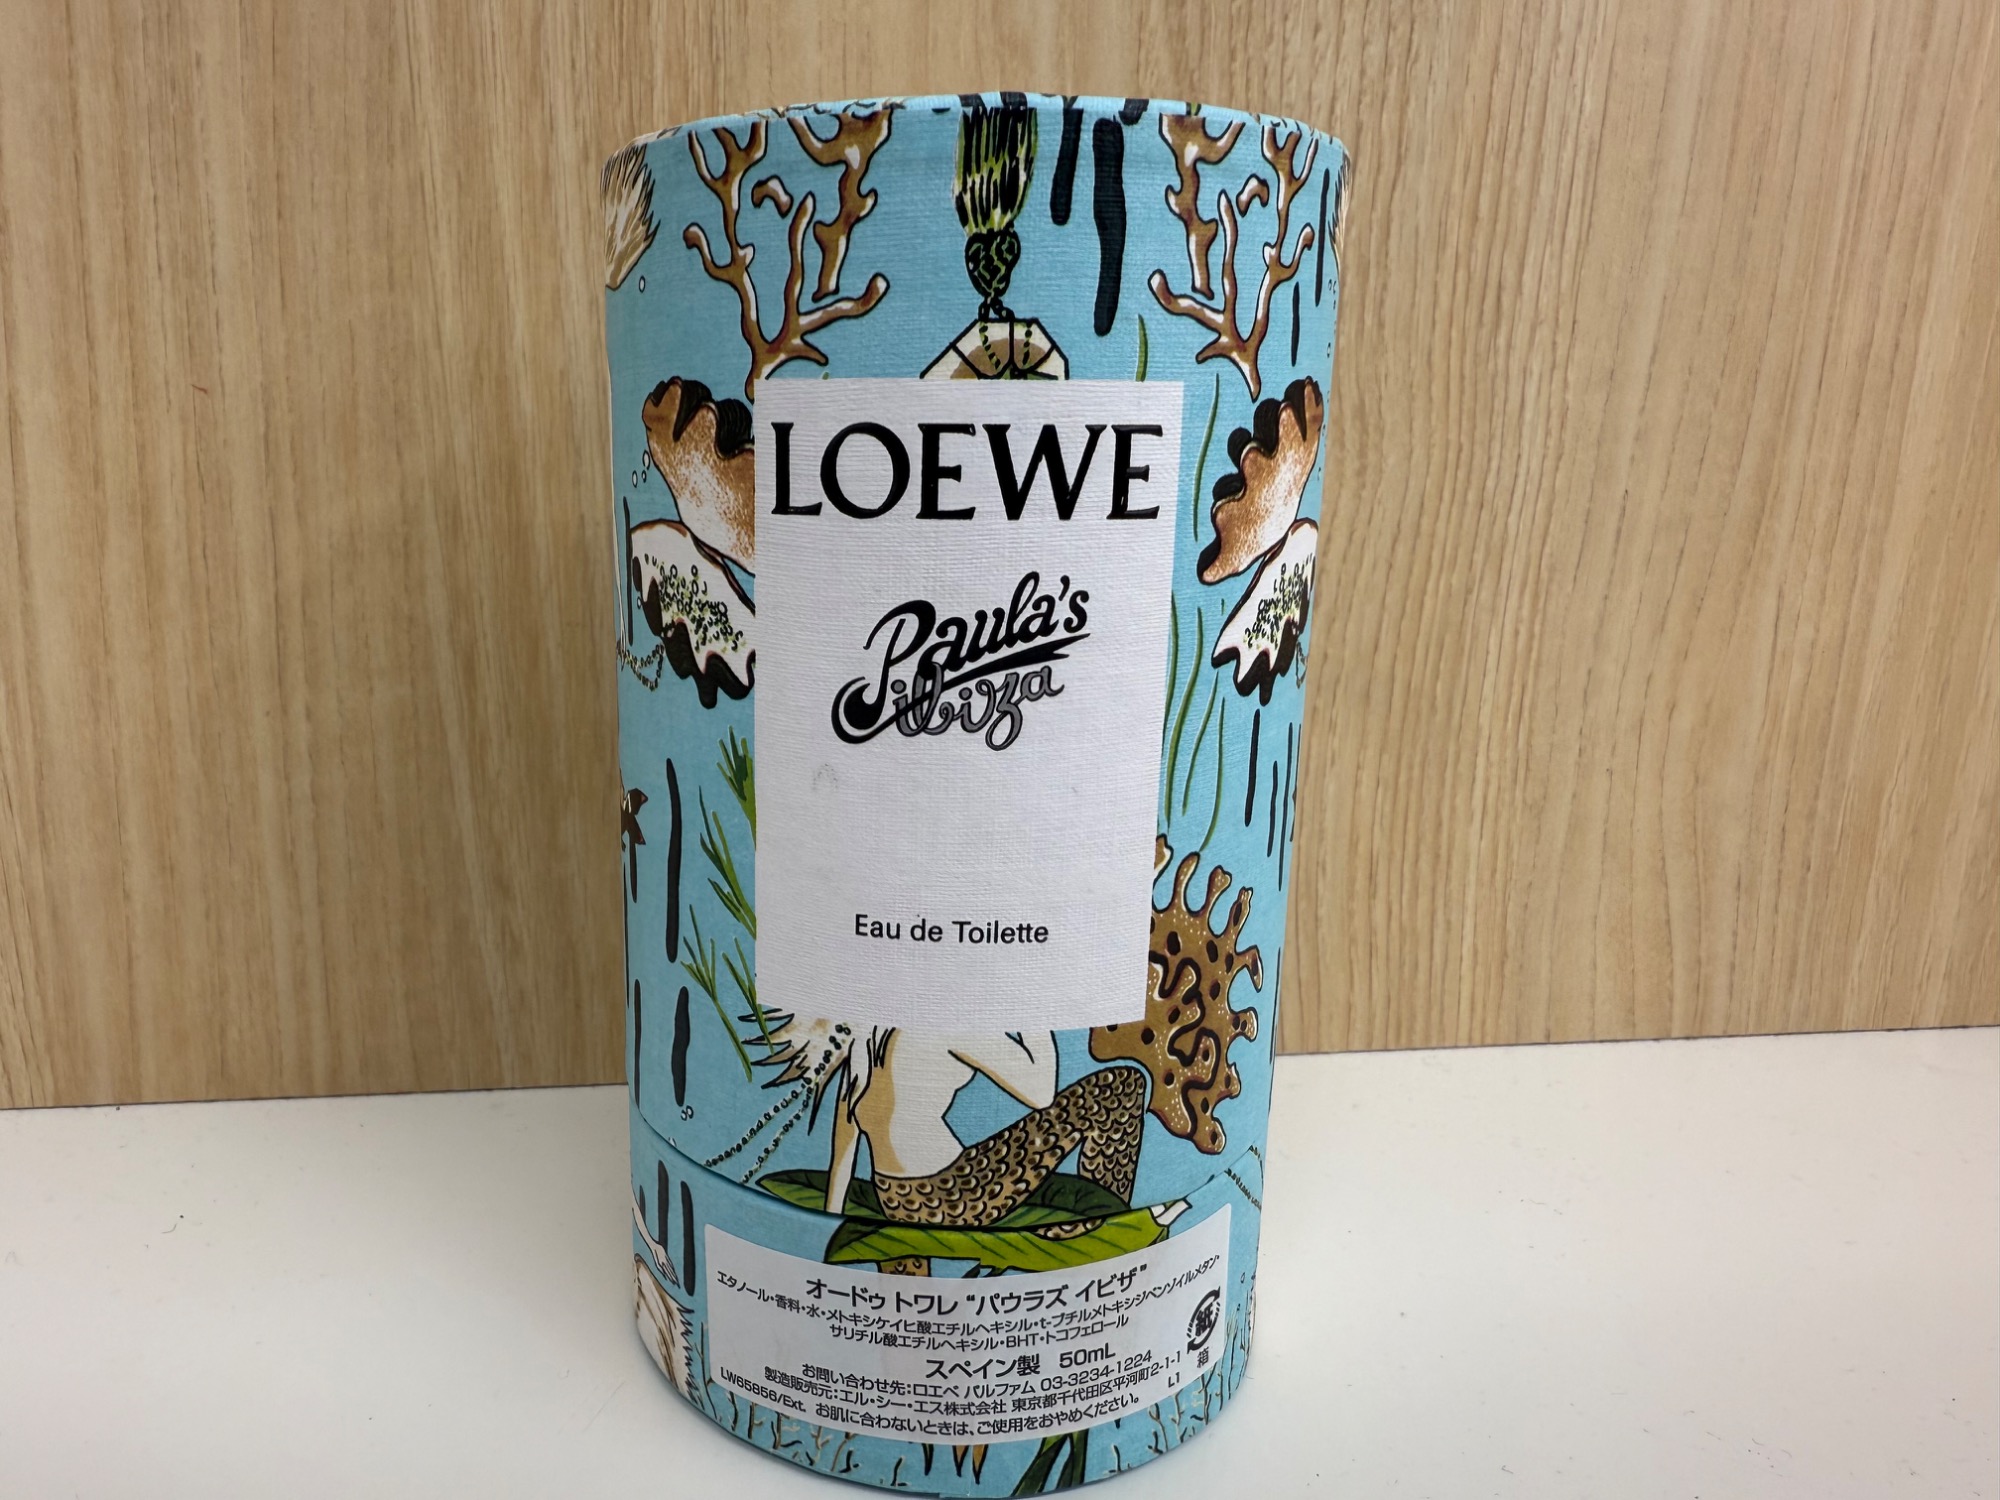 LOEWE
Paula's
ibiza
Eau de Toilette
オードゥ トワレ “パウラズ イビザ”
エタノール・香料・水・メトキシケイヒ酸エチルヘキシル・t-ブチルメトキシジベンゾイルメタン・
サリチル酸エチルヘキシル・BHT・トコフェロール
スペイン製 50mL
お問い合わせ先：ロエベ パルファム 03-3234-1224
製造販売元：エル・シー・エス株式会社 東京都千代田区平河町2-1-1
LW65856/Ext. お肌に合わないときは、ご使用をおやめください。
L1
紙
箱